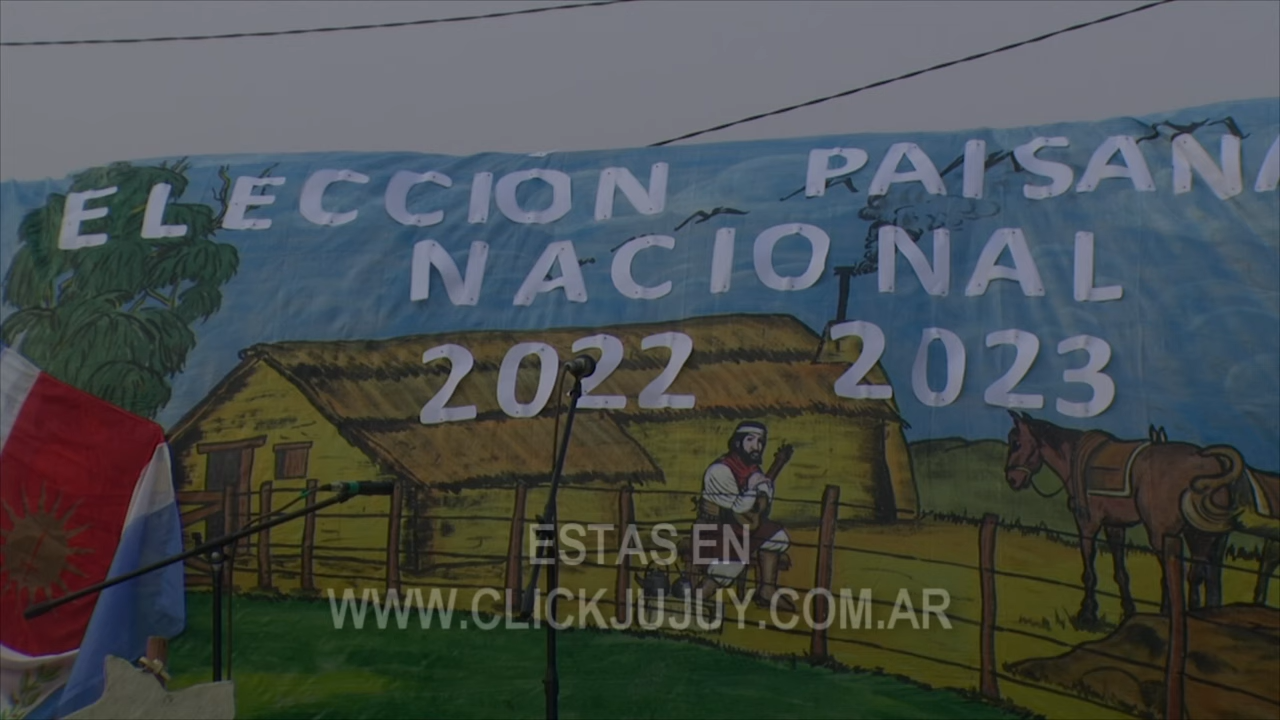 ELECCIÓN PAISANA
NACIONAL
2022 2023
ESTAS EN
WWW.CLICKJUJUY.COM.AR